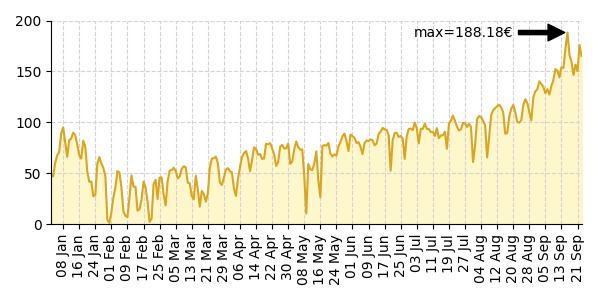 200
max=188.18€
150
100
50
0
08 Jan
16 Jan
24 Jan
01 Feb
09 Feb
17 Feb
25 Feb
05 Mar
13 Mar
21 Mar
29 Mar
06 Apr
14 Apr
22 Apr
30 Apr
08 May
16 May
24 May
01 Jun
09 Jun
17 Jun
25 Jun
03 Jul
11 Jul
19 Jul
27 Jul
04 Aug
12 Aug
20 Aug
28 Aug
05 Sep
13 Sep
21 Sep